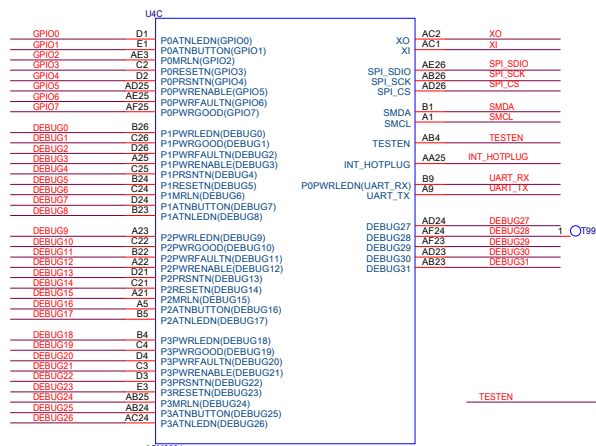 U4C
GPIO0 D1 P0ATNLEDN(GPIO0)
GPIO1 E1 P0ATNBUTTON(GPIO1)
GPIO2 AE3 P0MRLN(GPIO2)
GPIO3 C2 P0RESETN(GPIO3)
GPIO4 D2 P0PRSNTN(GPIO4)
GPIO5 AD25 P0PWRENABLE(GPIO5)
GPIO6 AE25 P0PWRFAULTN(GPIO6)
GPIO7 AF25 P0PWRGOOD(GPIO7)
DEBUG0 B26 P1PWRLEDN(DEBUG0)
DEBUG1 C26 P1PWRGOOD(DEBUG1)
DEBUG2 D26 P1PWRFAULTN(DEBUG2)
DEBUG3 A25 P1PWRENABLE(DEBUG3)
DEBUG4 C25 P1PRSNTN(DEBUG4)
DEBUG5 B24 P1RESETN(DEBUG5)
DEBUG6 C24 P1MRLN(DEBUG6)
DEBUG7 D24 P1ATNBUTTON(DEBUG7)
DEBUG8 B23 P1ATNLEDN(DEBUG8)
DEBUG9 A23 P2PWRLEDN(DEBUG9)
DEBUG10 C22 P2PWRGOOD(DEBUG10)
DEBUG11 B22 P2PWRFAULTN(DEBUG11)
DEBUG12 A22 P2PWRENABLE(DEBUG12)
DEBUG13 D21 P2PRSNTN(DEBUG13)
DEBUG14 C21 P2RESETN(DEBUG14)
DEBUG15 A21 P2MRLN(DEBUG15)
DEBUG16 A5 P2ATNBUTTON(DEBUG16)
DEBUG17 B5 P2ATNLEDN(DEBUG17)
DEBUG18 B4 P3PWRLEDN(DEBUG18)
DEBUG19 C4 P3PWRGOOD(DEBUG19)
DEBUG20 D4 P3PWRFAULTN(DEBUG20)
DEBUG21 C3 P3PWRENABLE(DEBUG21)
DEBUG22 D3 P3PRSNTN(DEBUG22)
DEBUG23 E3 P3RESETN(DEBUG23)
DEBUG24 AB25 P3MRLN(DEBUG24)
DEBUG25 AB24 P3ATNBUTTON(DEBUG25)
DEBUG26 AC24 P3ATNLEDN(DEBUG26)
XO AC2 XO
XI AC1 XI
SPI_SDIO AE26 SPI_SDIO
SPI_SCK AB26 SPI_SCK
SPI_CS AD26 SPI_CS
SMDA B1 SMDA
SMCL A1 SMCL
TESTEN AB4 TESTEN
INT_HOTPLUG AA25 INT_HOTPLUG
P0PWRLEDN(UART_RX) B9 UART_RX
UART_TX A9 UART_TX
DEBUG27 AD24 DEBUG27
DEBUG28 AF24 DEBUG28 1 T99
DEBUG29 AF23 DEBUG29
DEBUG30 AD23 DEBUG30
DEBUG31 AB23 DEBUG31
TESTEN